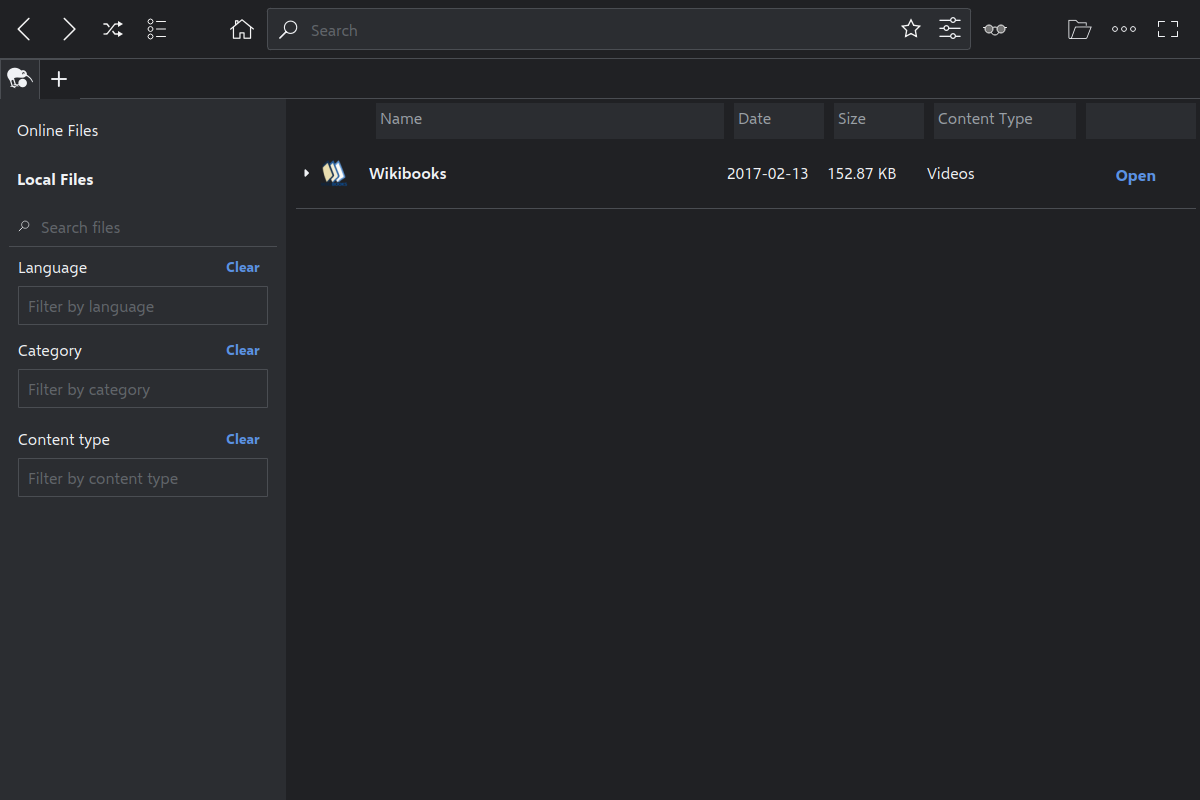 Search
Online Files
Local Files
Search files
Language Clear
Filter by language
Category Clear
Filter by category
Content type Clear
Filter by content type
Name Date Size Content Type
Wikibooks 2017-02-13 152.87 KB Videos Open